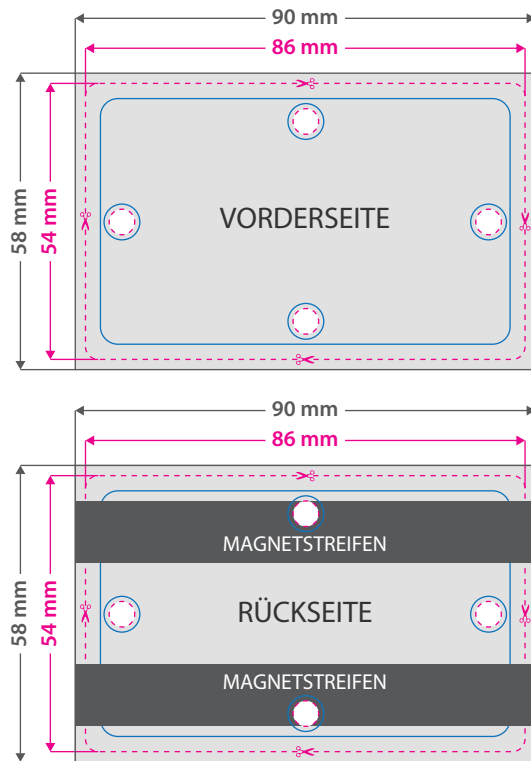 90 mm
86 mm
58 mm
54 mm
VORDERSEITE
90 mm
86 mm
MAGNETSTREIFEN
58 mm
54 mm
RÜCKSEITE
MAGNETSTREIFEN